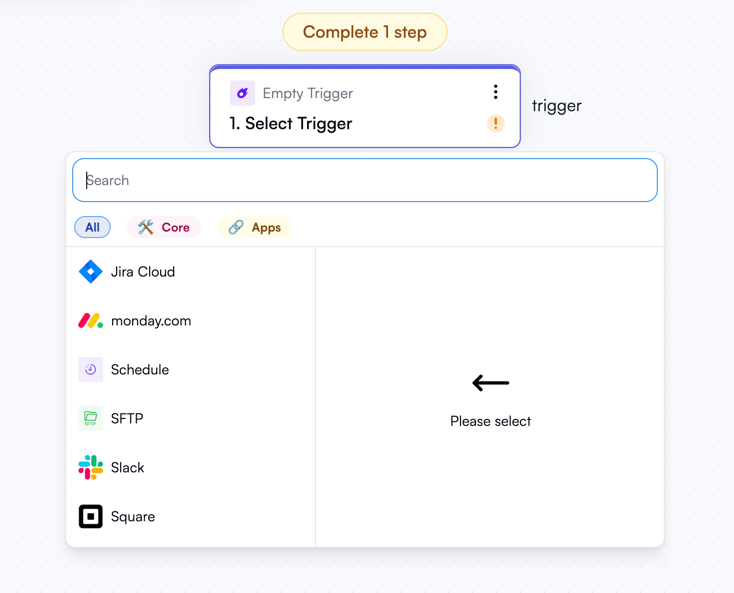 Complete 1 step
Empty Trigger
1. Select Trigger
!
trigger
Search
All
Core
Apps
Jira Cloud
monday.com
Schedule
SFTP
SFTP
Slack
Square
Please select